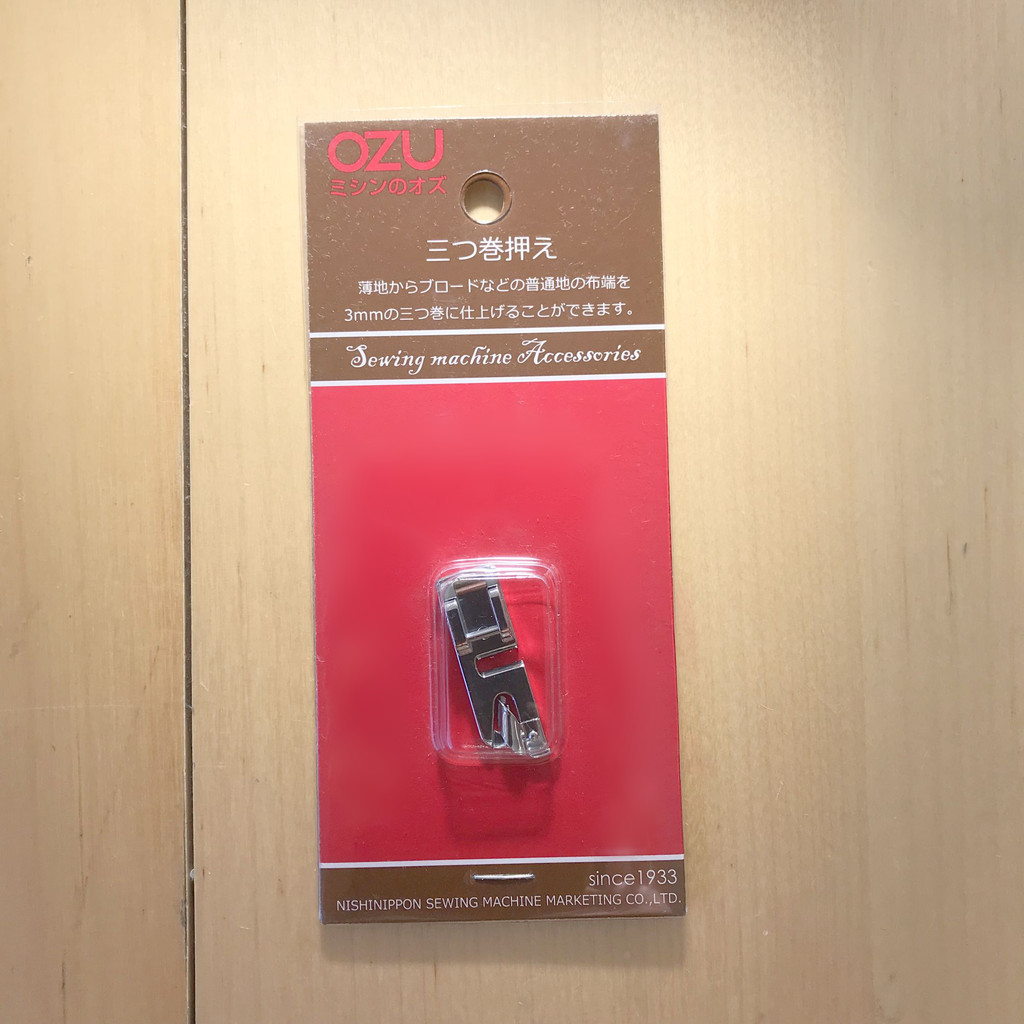 OZU
ミシンのオズ
三つ巻押え
薄地からブロードなどの普通地の布端を
3mmの三つ巻に仕上げることができます。
Sewing machine Accessories
since1933
NISHINIPPON SEWING MACHINE MARKETING CO.,LTD.